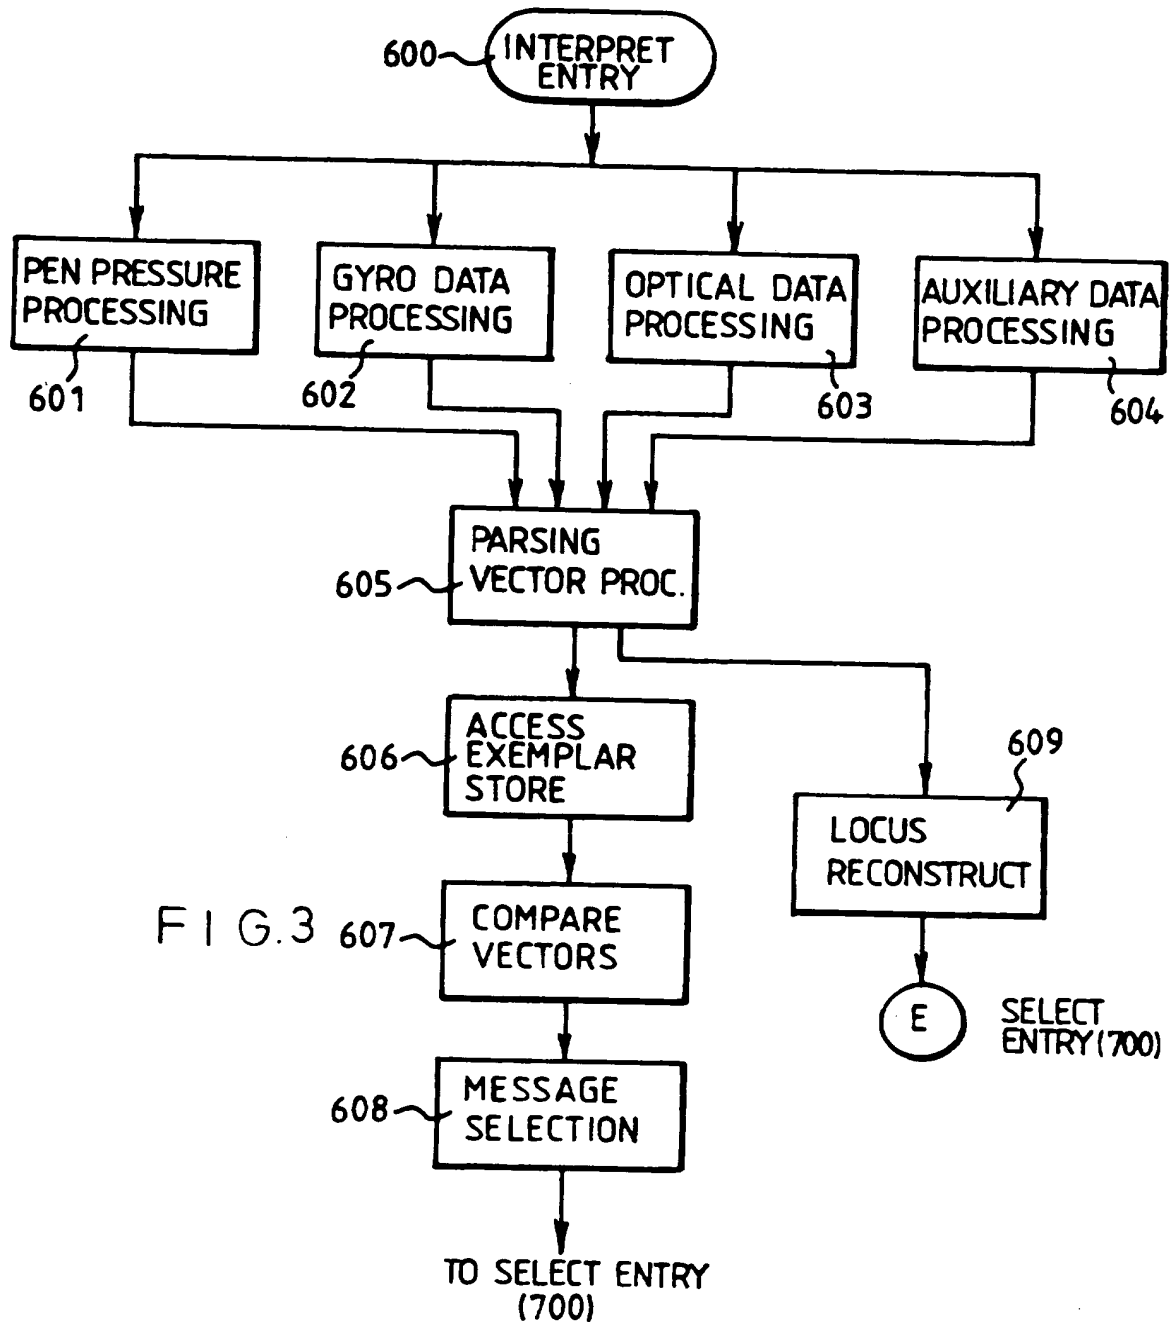 600
INTERPRET
ENTRY
PEN PRESSURE
PROCESSING
601
GYRO DATA
PROCESSING
602
OPTICAL DATA
PROCESSING
603
AUXILIARY DATA
PROCESSING
604
605
PARSING
VECTOR PROC.
606
ACCESS
EXEMPLAR
STORE
609
LOCUS
RECONSTRUCT
FIG.3
607
COMPARE
VECTORS
E
SELECT
ENTRY(700)
608
MESSAGE
SELECTION
TO SELECT ENTRY
(700)